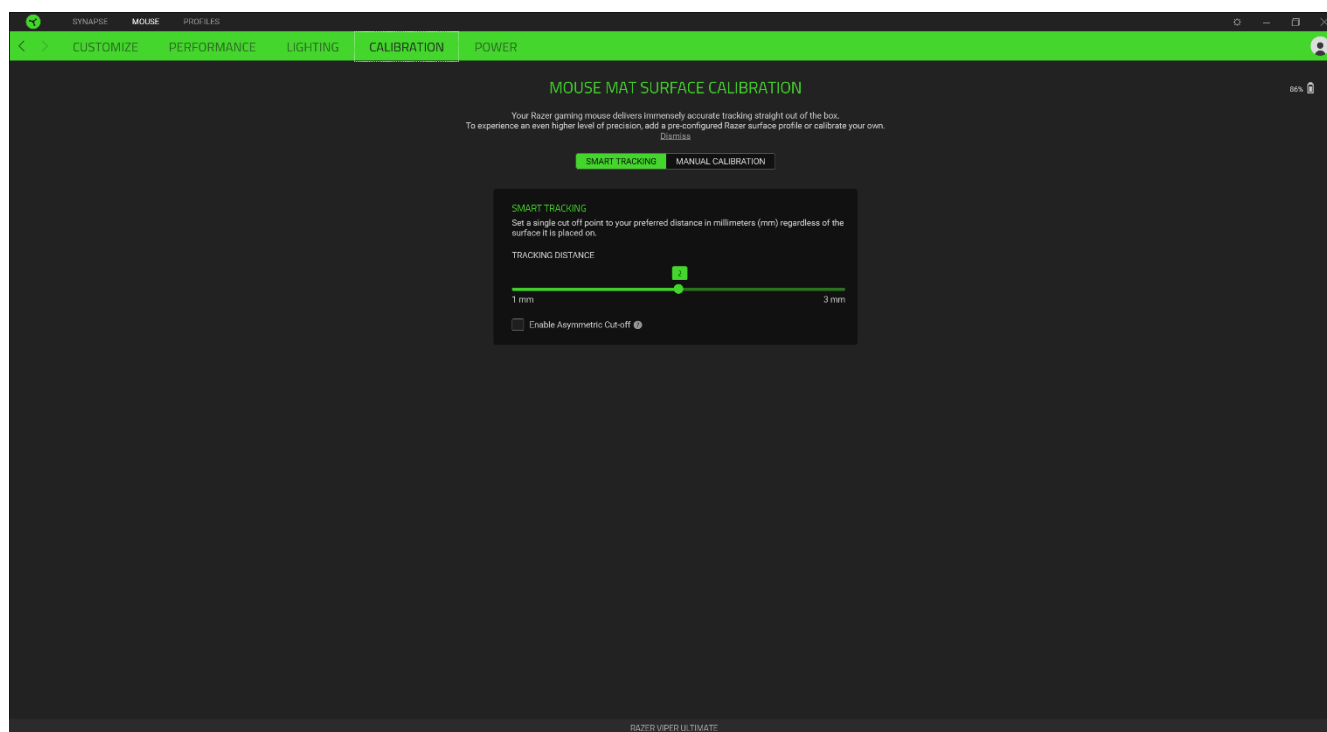 SYNAPSE MOUSE PROFILES
CUSTOMIZE PERFORMANCE LIGHTING CALIBRATION POWER
MOUSE MAT SURFACE CALIBRATION
86%
Your Razer gaming mouse delivers immensely accurate tracking straight out of the box.
To experience an even higher level of precision, add a pre-configured Razer surface profile or calibrate your own.
Dismiss
SMART TRACKING MANUAL CALIBRATION
SMART TRACKING
Set a single cut off point to your preferred distance in millimeters (mm) regardless of the
surface it is placed on.
TRACKING DISTANCE
2
1 mm 3 mm
Enable Asymmetric Cut-off ?
RAZER VIPER ULTIMATE